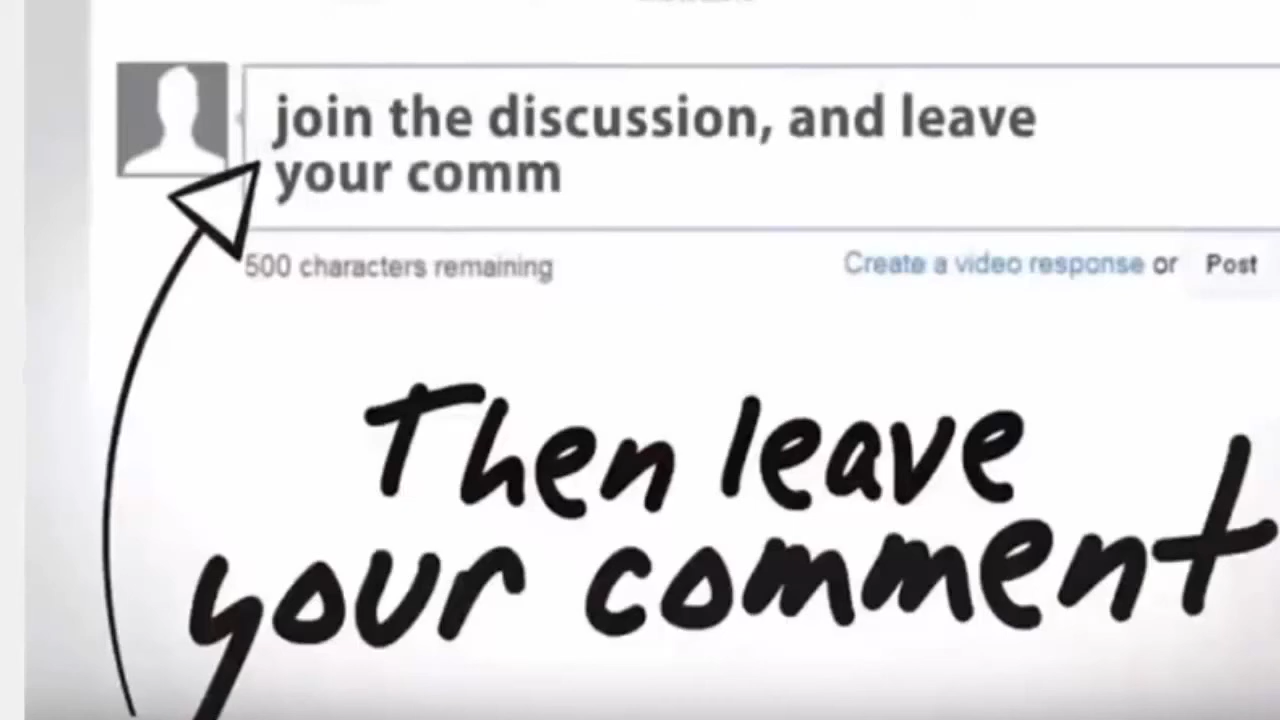 join the discussion, and leave
your comm
500 characters remaining
Create a video response or Post
Then leave
your comment